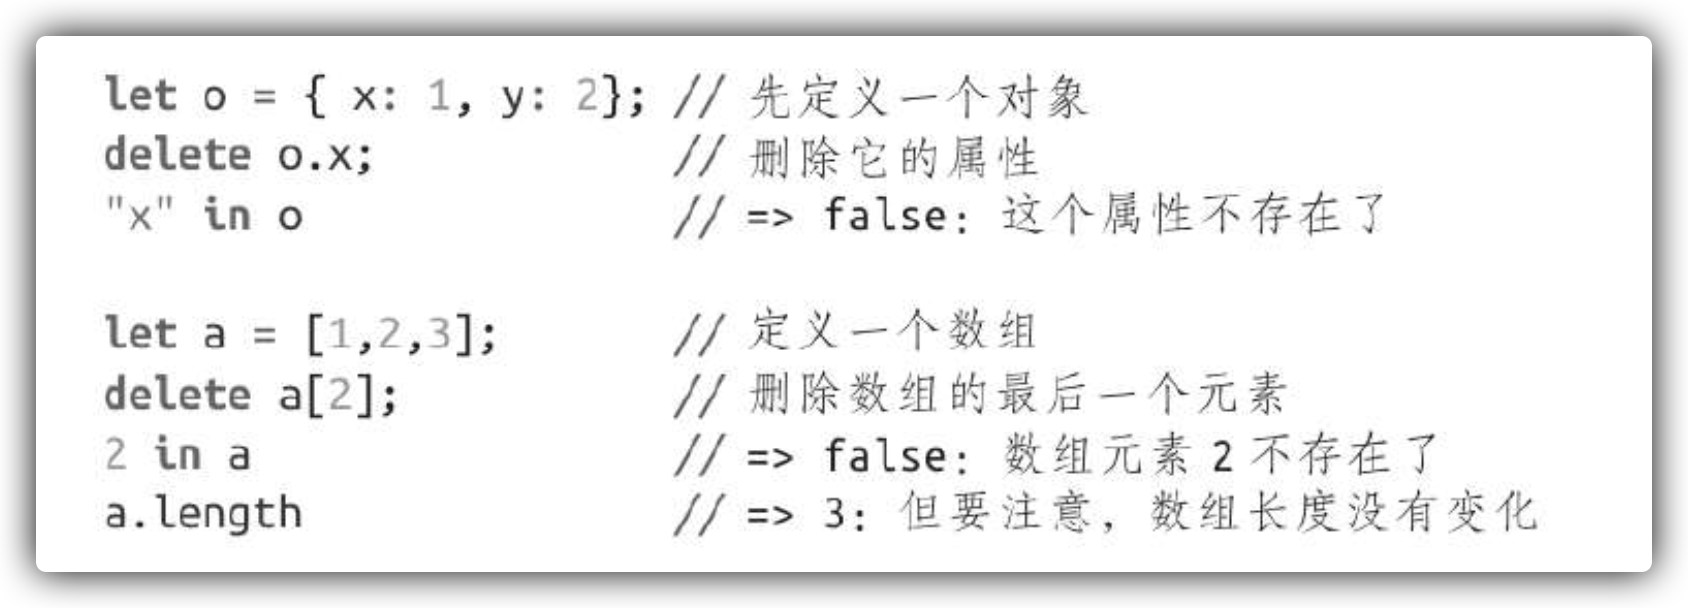 let o = { x: 1, y: 2}; // 先定义一个对象
delete o.x; // 删除它的属性
"x" in o // => false: 这个属性不存在了
let a = [1,2,3]; // 定义一个数组
delete a[2]; // 删除数组的最后一个元素
2 in a // => false: 数组元素 2 不存在了
a.length // => 3: 但要注意，数组长度没有变化